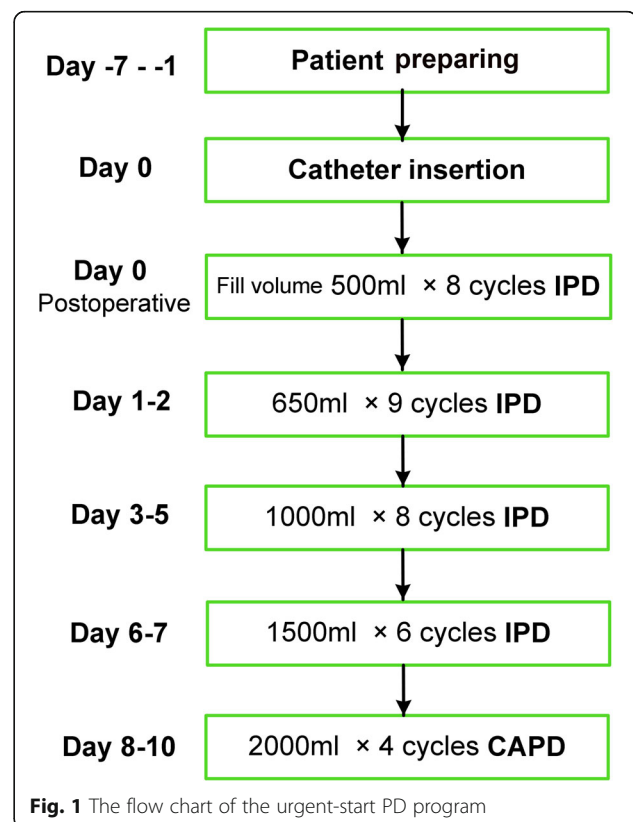 Day -7 - -1
Patient preparing
Day 0
Catheter insertion
Day 0
Postoperative
Fill volume 500ml × 8 cycles IPD
Day 1-2
650ml × 9 cycles IPD
Day 3-5
1000ml × 8 cycles IPD
Day 6-7
1500ml × 6 cycles IPD
Day 8-10
2000ml × 4 cycles CAPD
Fig. 1 The flow chart of the urgent-start PD program